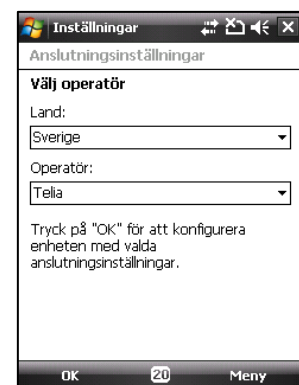 Inställningar
Anslutningsinställningar
Välj operatör
Land:
Sverige
Operatör:
Telia
Tryck på "OK" för att konfigurera
enheten med valda
anslutningsinställningar.
OK 20 Meny